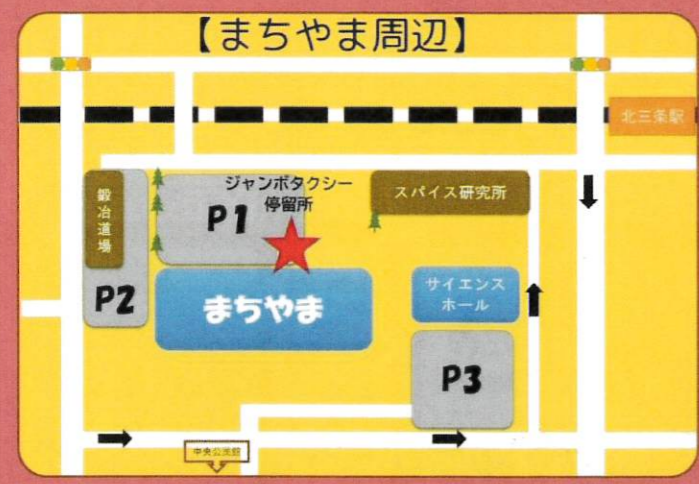 【まちやま周辺】
北三条駅
ジャンボタクシー
停留所
スパイス研究所
鍛冶道場
P1
P2
まちやま
サイエンス
ホール
P3
中央公民館